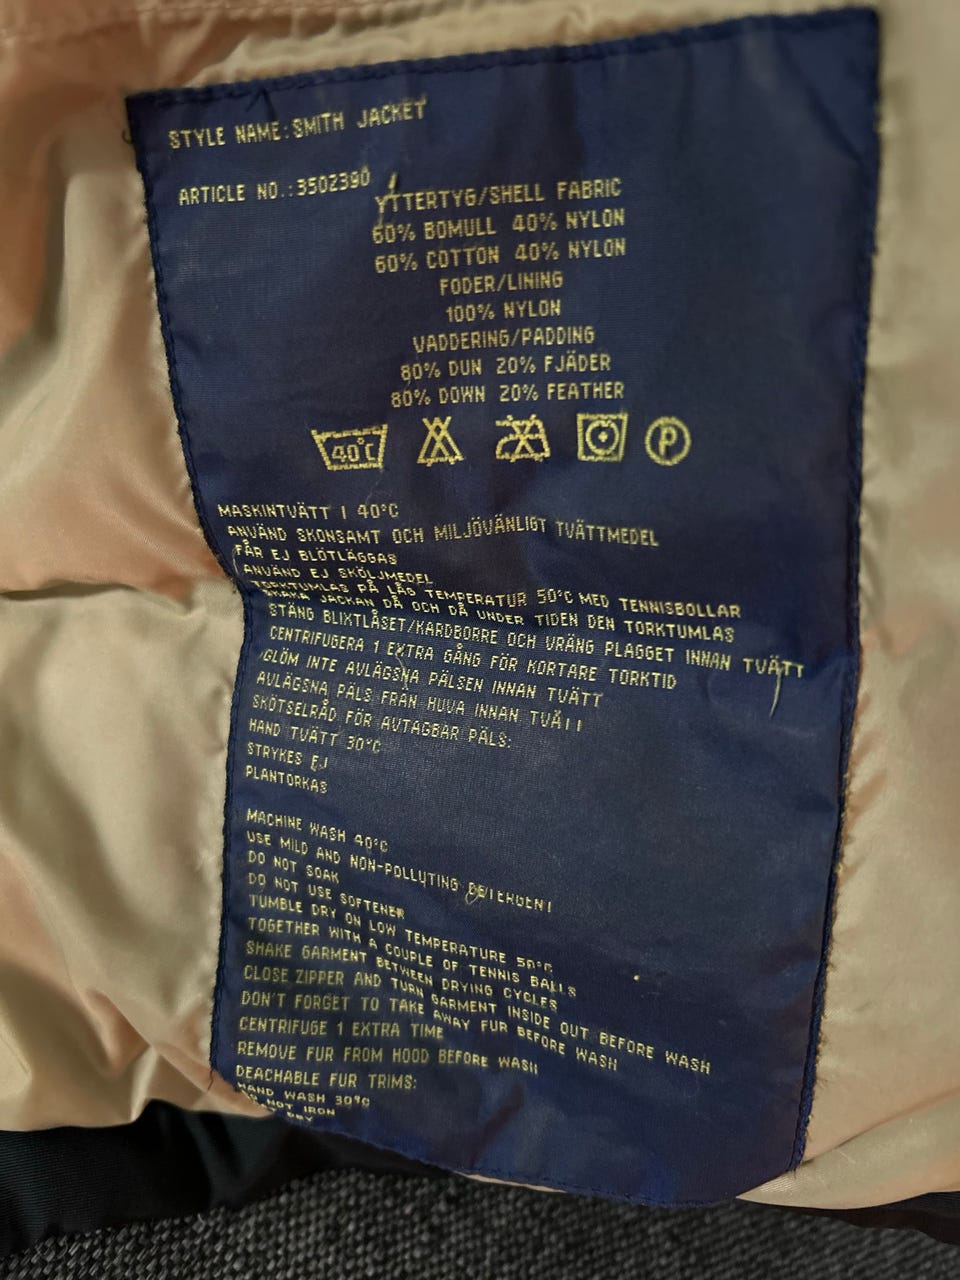 STYLE NAME:SMITH JACKET
ARTICLE NO.:3502390
YTTERTYG/SHELL FABRIC
60% BOMULL 40% NYLON
60% COTTON 40% NYLON
FODER/LINING
100% NYLON
VADDERING/PADDING
80% DUN 20% FJÄDER
80% DOWN 20% FEATHER
40°C P
MASKINTVÄTT I 40°C
ANVÄND SKONSAMT OCH MILJÖVÄNLIGT TVÄTTMEDEL
FÅR EJ BLÖTLÄGGAS
ANVÄND EJ SKÖLJMEDEL
TORKTUMLAS PÅ LÅG TEMPERATUR 50°C MED TENNISBOLLAR
SKAKA JACKAN DÅ OCH DÅ UNDER TIDEN DEN TORKTUMLAS
STÄNG BLIXTLÅSET/KARDBORRE OCH VRÄNG PLAGGET INNAN TVÄTT
CENTRIFUGERA 1 EXTRA GÅNG FÖR KORTARE TORKTID
GLÖM INTE AVLÄGSNA PÄLSEN INNAN TVÄTT
AVLÄGSNA PÄLS FRÅN HUVA INNAN TVÄTT
SKÖTSELRÅD FÖR AVTAGBAR PÄLS:
HAND TVÄTT 30°C
STRYKES EJ
PLANTORKAS
MACHINE WASH 40°C
USE MILD AND NON-POLLUTING DETERGENT
DO NOT SOAK
DO NOT USE SOFTENER
TUMBLE DRY ON LOW TEMPERATURE 50°C
TOGETHER WITH A COUPLE OF TENNIS BALLS
SHAKE GARMENT BETWEEN DRYING CYCLES
CLOSE ZIPPER AND TURN GARMENT INSIDE OUT BEFORE WASH
DON'T FORGET TO TAKE AWAY FUR BEFORE WASH
CENTRIFUGE 1 EXTRA TIME
REMOVE FUR FROM HOOD BEFORE WASH
DEACHABLE FUR TRIMS:
HAND WASH 30°C
NOT IRON
DRY